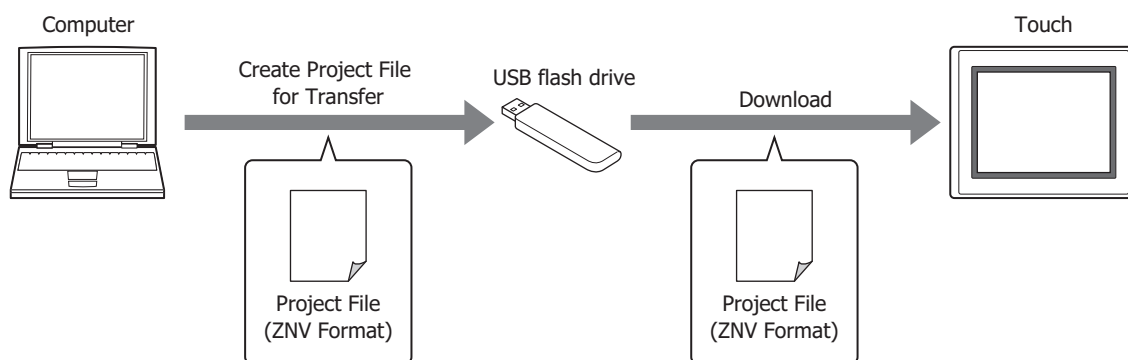 Computer
Touch
Create Project File
for Transfer
USB flash drive
Download
Project File
(ZNV Format)
Project File
(ZNV Format)